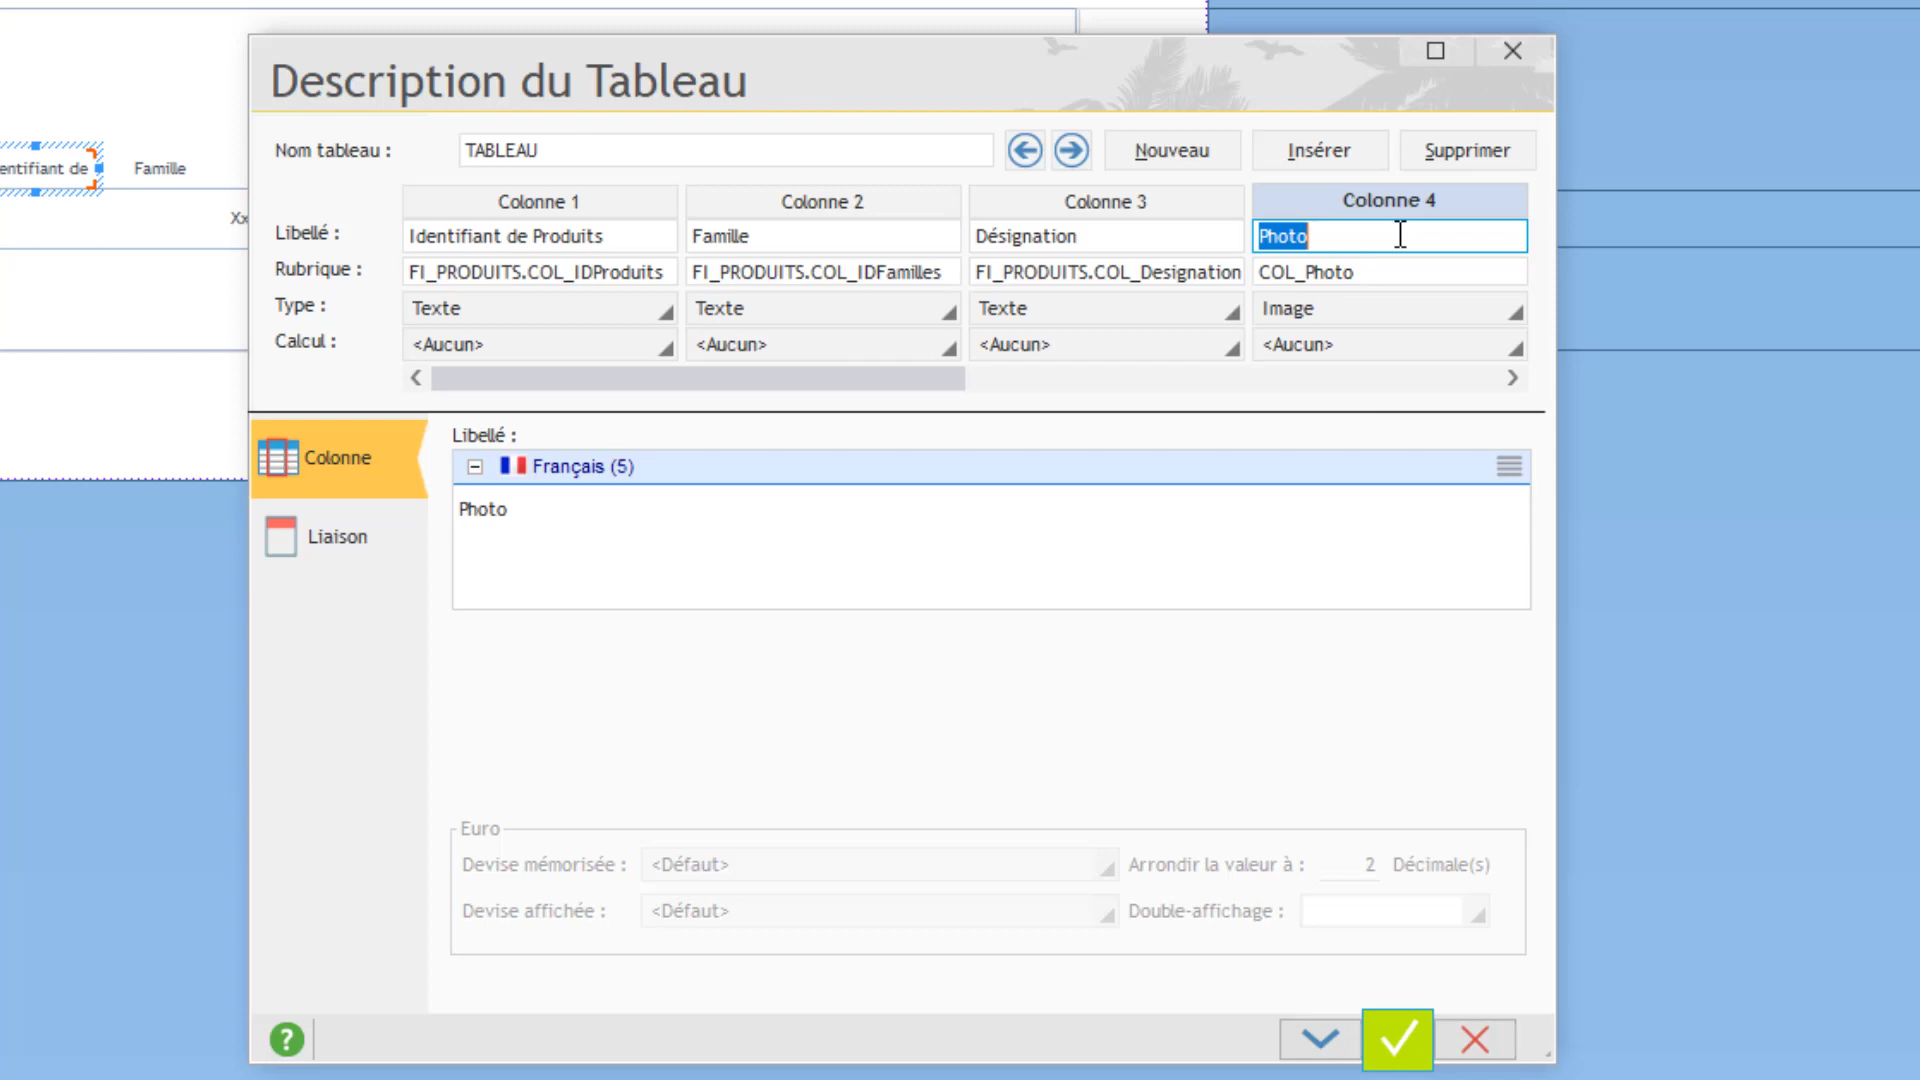 Description du Tableau
Nom tableau :
TABLEAU
Nouveau
Insérer
Supprimer
entifiant de
Famille
Colonne 1
Colonne 2
Colonne 3
Colonne 4
Libellé :
Identifiant de Produits
Famille
Désignation
Photo
Xx
Rubrique :
FI_PRODUITS.COL_IDProduits
FI_PRODUITS.COL_IDFamilles
FI_PRODUITS.COL_Designation
COL_Photo
Type :
Texte
Texte
Texte
Image
Calcul :
<Aucun>
<Aucun>
<Aucun>
<Aucun>
Colonne
Liaison
Libellé :
Français (5)
Photo
Euro
Devise mémorisée :
<Défaut>
Arrondir la valeur à :
2
Décimale(s)
Devise affichée :
<Défaut>
Double-affichage :
?